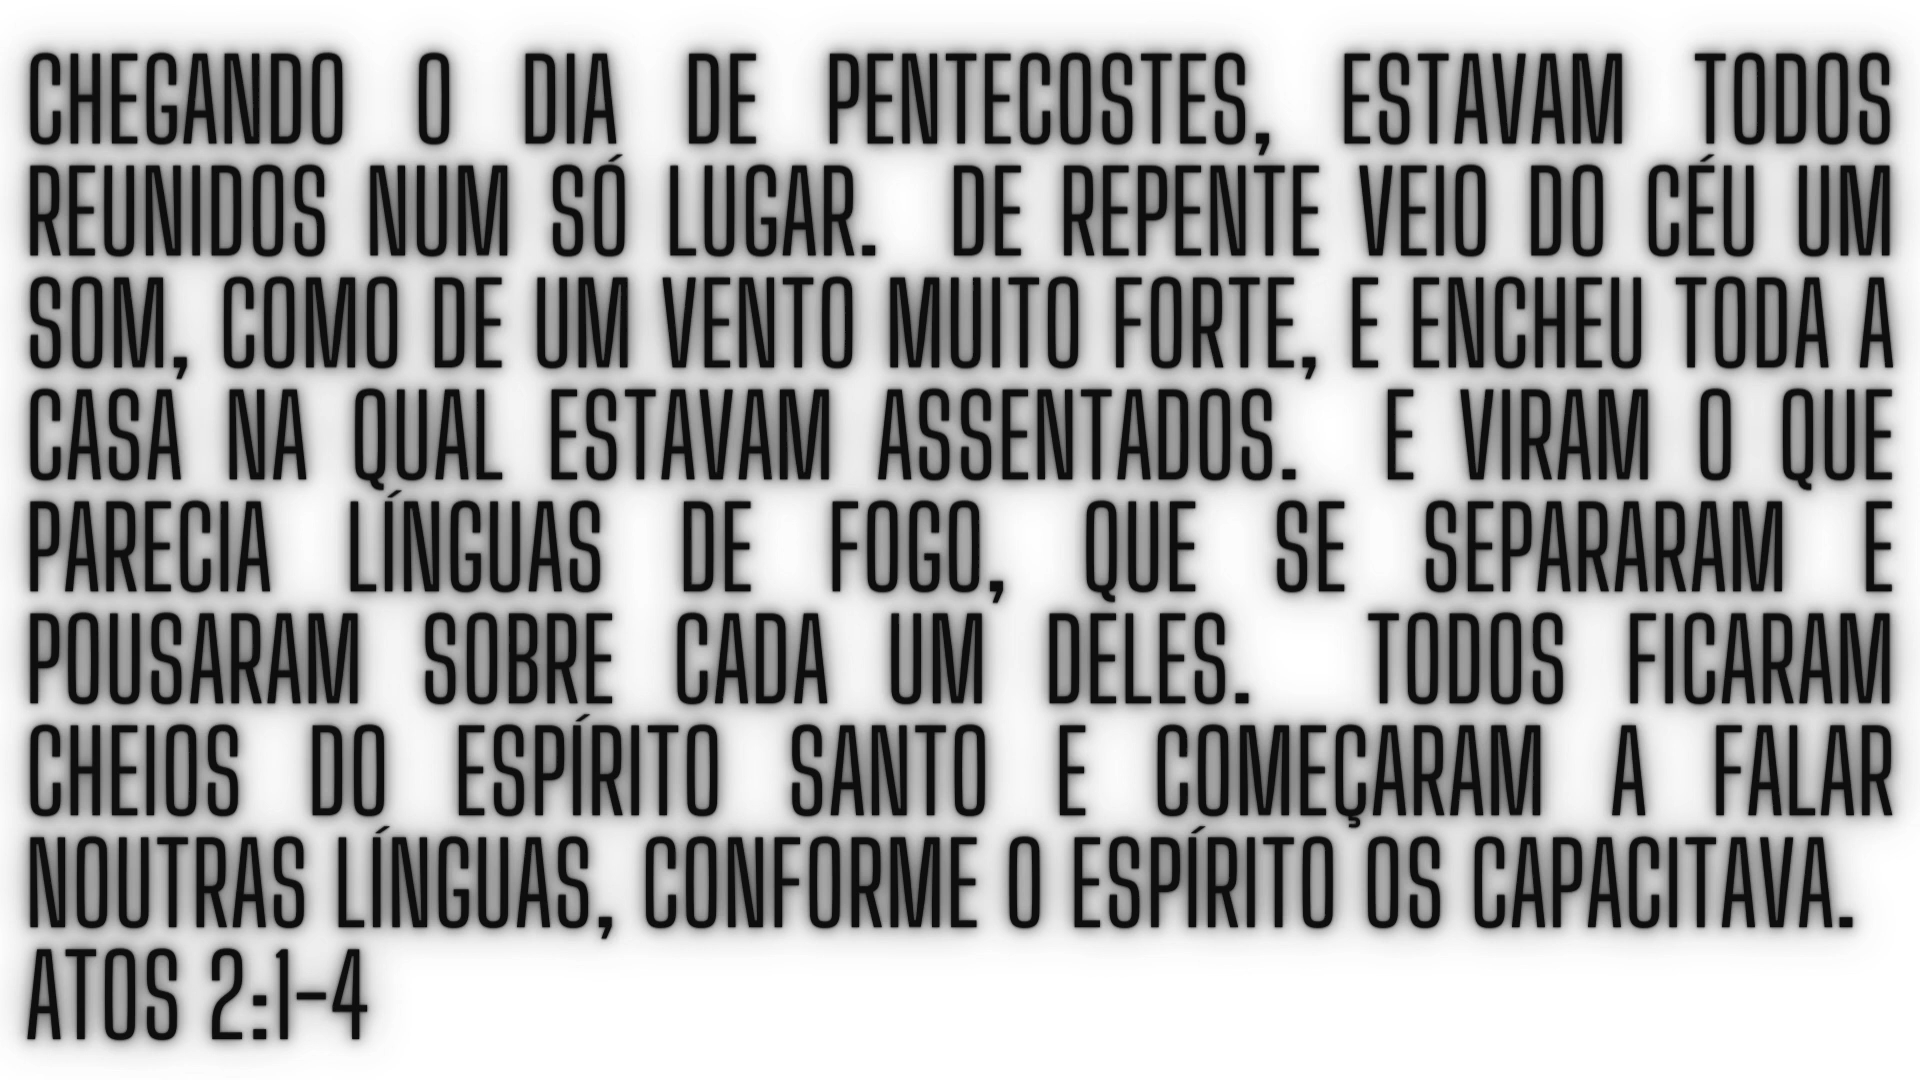 CHEGANDO O DIA DE PENTECOSTES, ESTAVAM TODOS
REUNIDOS NUM SÓ LUGAR. DE REPENTE VEIO DO CÉU UM
SOM, COMO DE UM VENTO MUITO FORTE, E ENCHEU TODA A
CASA NA QUAL ESTAVAM ASSENTADOS. E VIRAM O QUE
PARECIA LÍNGUAS DE FOGO, QUE SE SEPARARAM E
POUSARAM SOBRE CADA UM DELES. TODOS FICARAM
CHEIOS DO ESPÍRITO SANTO E COMEÇARAM A FALAR
NOUTRAS LÍNGUAS, CONFORME O ESPÍRITO OS CAPACITAVA.
ATOS 2:1-4